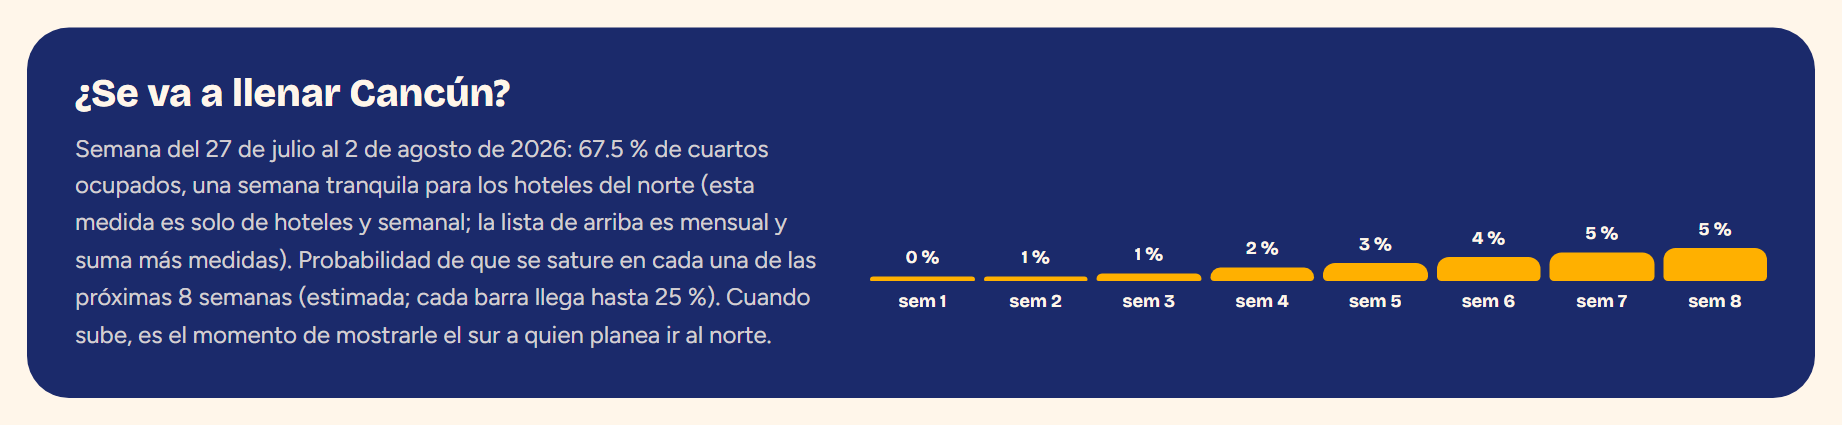 ¿Se va a llenar Cancún?
Semana del 27 de julio al 2 de agosto de 2026: 67.5 % de cuartos
ocupados, una semana tranquila para los hoteles del norte (esta
medida es solo de hoteles y semanal; la lista de arriba es mensual y
suma más medidas). Probabilidad de que se sature en cada una de las
próximas 8 semanas (estimada; cada barra llega hasta 25 %). Cuando
sube, es el momento de mostrarle el sur a quien planea ir al norte.
0 % 1 % 1 % 2 % 3 % 4 % 5 % 5 %
sem 1 sem 2 sem 3 sem 4 sem 5 sem 6 sem 7 sem 8